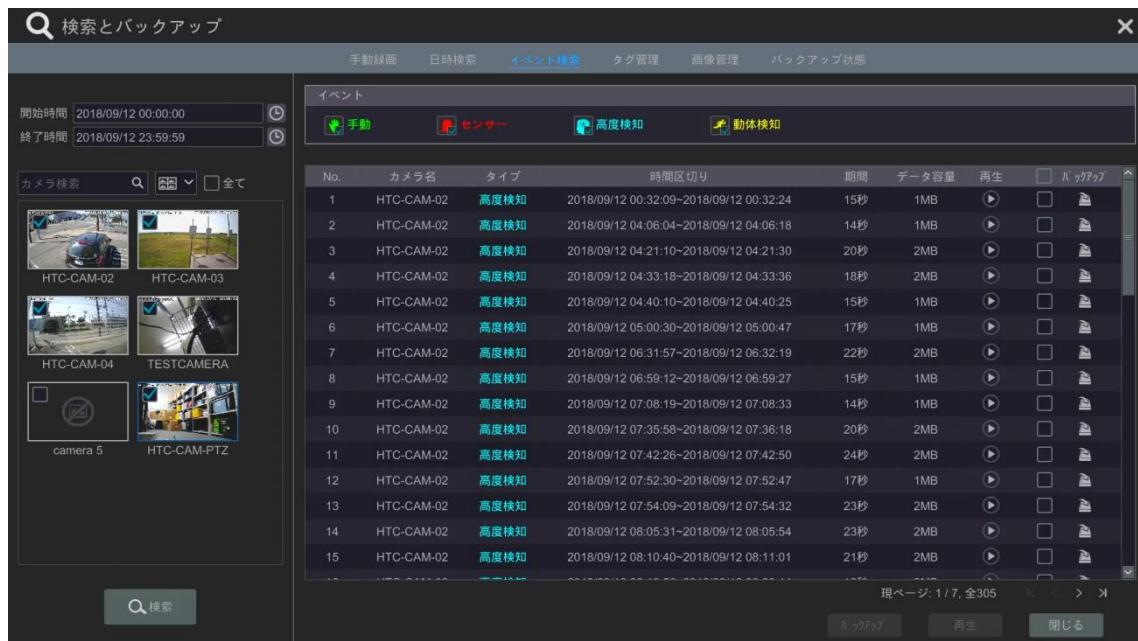 検索とバックアップ
手動録画 日時検索 イベント検索 タグ管理 画像管理 バックアップ状態
開始時間 2018/09/12 00:00:00
終了時間 2018/09/12 23:59:59
カメラ検索 全て
HTC-CAM-02 HTC-CAM-03
HTC-CAM-04 TESTCAMERA
camera 5 HTC-CAM-PTZ
検索
イベント
手動 センサー 高度検知 動体検知
No. カメラ名 タイプ 時間区切り 期間 データ容量 再生 バックアップ
1 HTC-CAM-02 高度検知 2018/09/12 00:32:09~2018/09/12 00:32:24 15秒 1MB
2 HTC-CAM-02 高度検知 2018/09/12 04:06:04~2018/09/12 04:06:18 14秒 1MB
3 HTC-CAM-02 高度検知 2018/09/12 04:21:10~2018/09/12 04:21:30 20秒 2MB
4 HTC-CAM-02 高度検知 2018/09/12 04:33:18~2018/09/12 04:33:36 18秒 2MB
5 HTC-CAM-02 高度検知 2018/09/12 04:40:10~2018/09/12 04:40:25 15秒 1MB
6 HTC-CAM-02 高度検知 2018/09/12 05:00:30~2018/09/12 05:00:47 17秒 1MB
7 HTC-CAM-02 高度検知 2018/09/12 06:31:57~2018/09/12 06:32:19 22秒 2MB
8 HTC-CAM-02 高度検知 2018/09/12 06:59:12~2018/09/12 06:59:27 15秒 1MB
9 HTC-CAM-02 高度検知 2018/09/12 07:08:19~2018/09/12 07:08:33 14秒 1MB
10 HTC-CAM-02 高度検知 2018/09/12 07:35:58~2018/09/12 07:36:18 20秒 2MB
11 HTC-CAM-02 高度検知 2018/09/12 07:42:26~2018/09/12 07:42:50 24秒 2MB
12 HTC-CAM-02 高度検知 2018/09/12 07:52:30~2018/09/12 07:52:47 17秒 1MB
13 HTC-CAM-02 高度検知 2018/09/12 07:54:09~2018/09/12 07:54:32 23秒 2MB
14 HTC-CAM-02 高度検知 2018/09/12 08:05:31~2018/09/12 08:05:54 23秒 2MB
15 HTC-CAM-02 高度検知 2018/09/12 08:10:40~2018/09/12 08:11:01 21秒 2MB
現ページ: 1 / 7, 全305
バックアップ 再生 閉じる